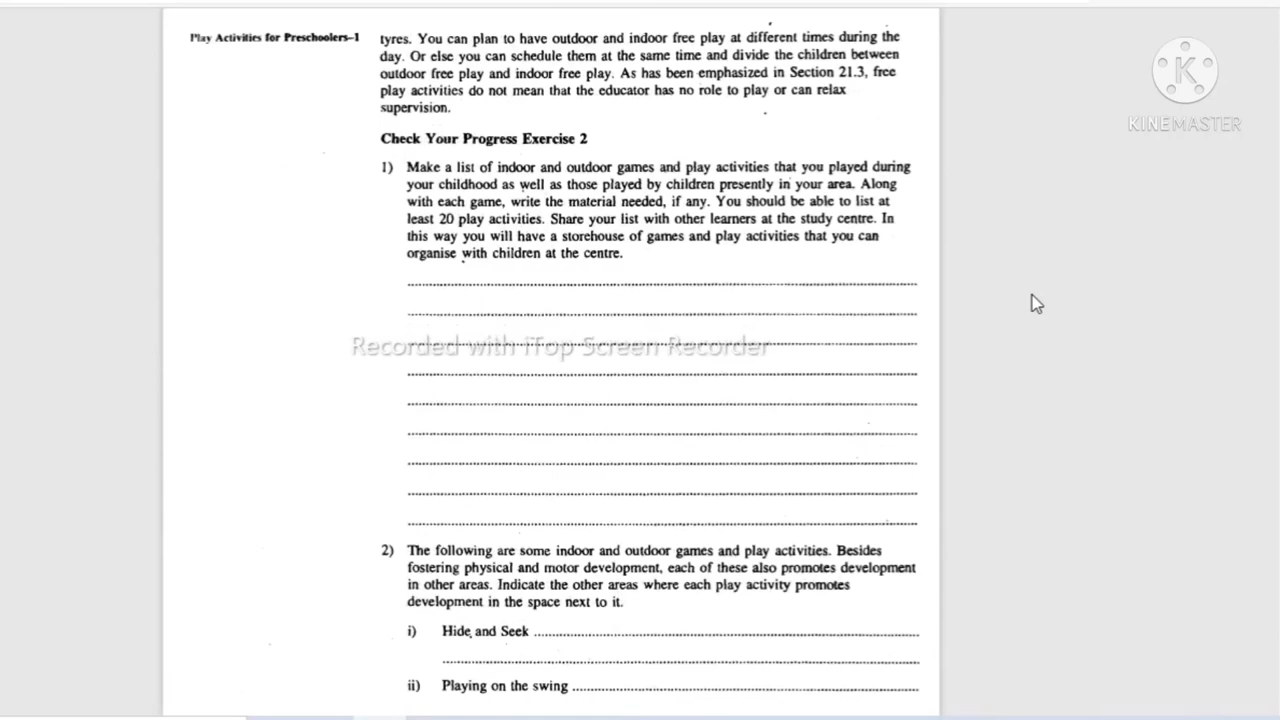 Play Activities for Preschoolers–1
tyres. You can plan to have outdoor and indoor free play at different times during the
day. Or else you can schedule them at the same time and divide the children between
outdoor free play and indoor free play. As has been emphasized in Section 21.3, free
play activities do not mean that the educator has no role to play or can relax
supervision.
K
KINEMASTER
Check Your Progress Exercise 2
1) Make a list of indoor and outdoor games and play activities that you played during
your childhood as well as those played by children presently in your area. Along
with each game, write the material needed, if any. You should be able to list at
least 20 play activities. Share your list with other learners at the study centre. In
this way you will have a storehouse of games and play activities that you can
organise with children at the centre.
Recorded with iTop Screen Recorder
2) The following are some indoor and outdoor games and play activities. Besides
fostering physical and motor development, each of these also promotes development
in other areas. Indicate the other areas where each play activity promotes
development in the space next to it.
i) Hide and Seek
ii) Playing on the swing